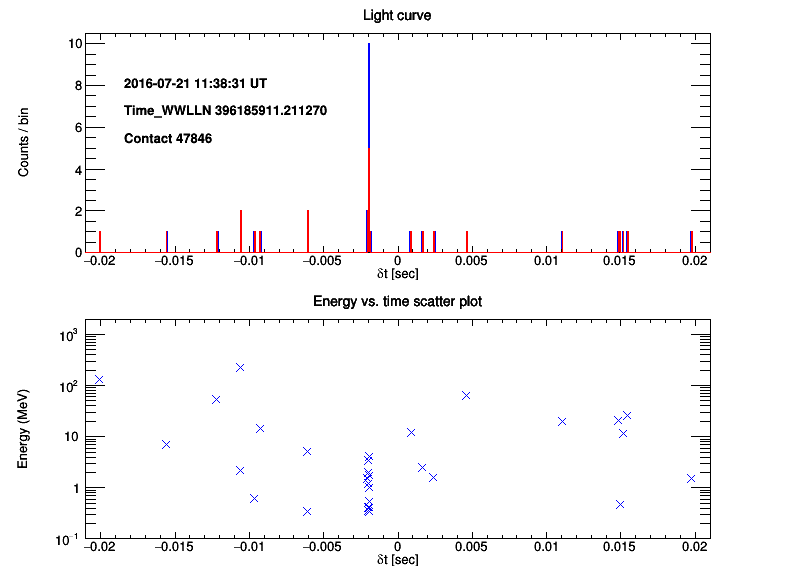 Light curve
10
8
6
4
2
0
Counts / bin
2016-07-21 11:38:31 UT
Time_WWLLN 396185911.211270
Contact 47846
−0.02 −0.015 −0.01 −0.005 0 0.005 0.01 0.015 0.02
δt [sec]
Energy vs. time scatter plot
10³
10²
10
1
10⁻¹
Energy (MeV)
−0.02 −0.015 −0.01 −0.005 0 0.005 0.01 0.015 0.02
δt [sec]